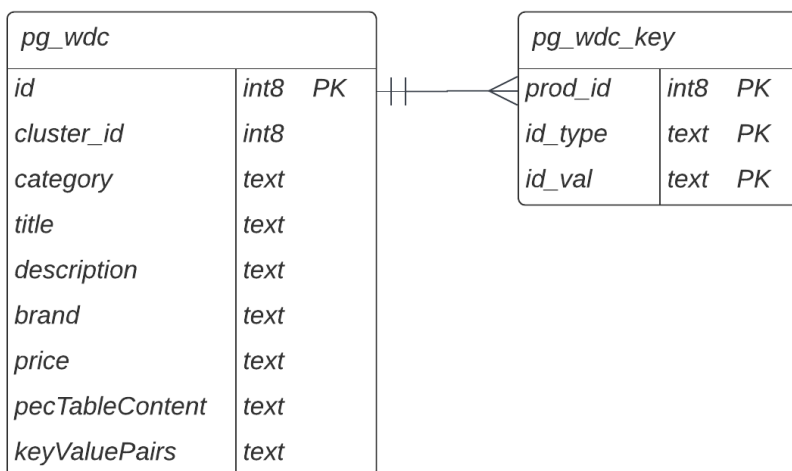 pg_wdc
id int8 PK
cluster_id int8
category text
title text
description text
brand text
price text
pecTableContent text
keyValuePairs text
pg_wdc_key
prod_id int8 PK
id_type text PK
id_val text PK